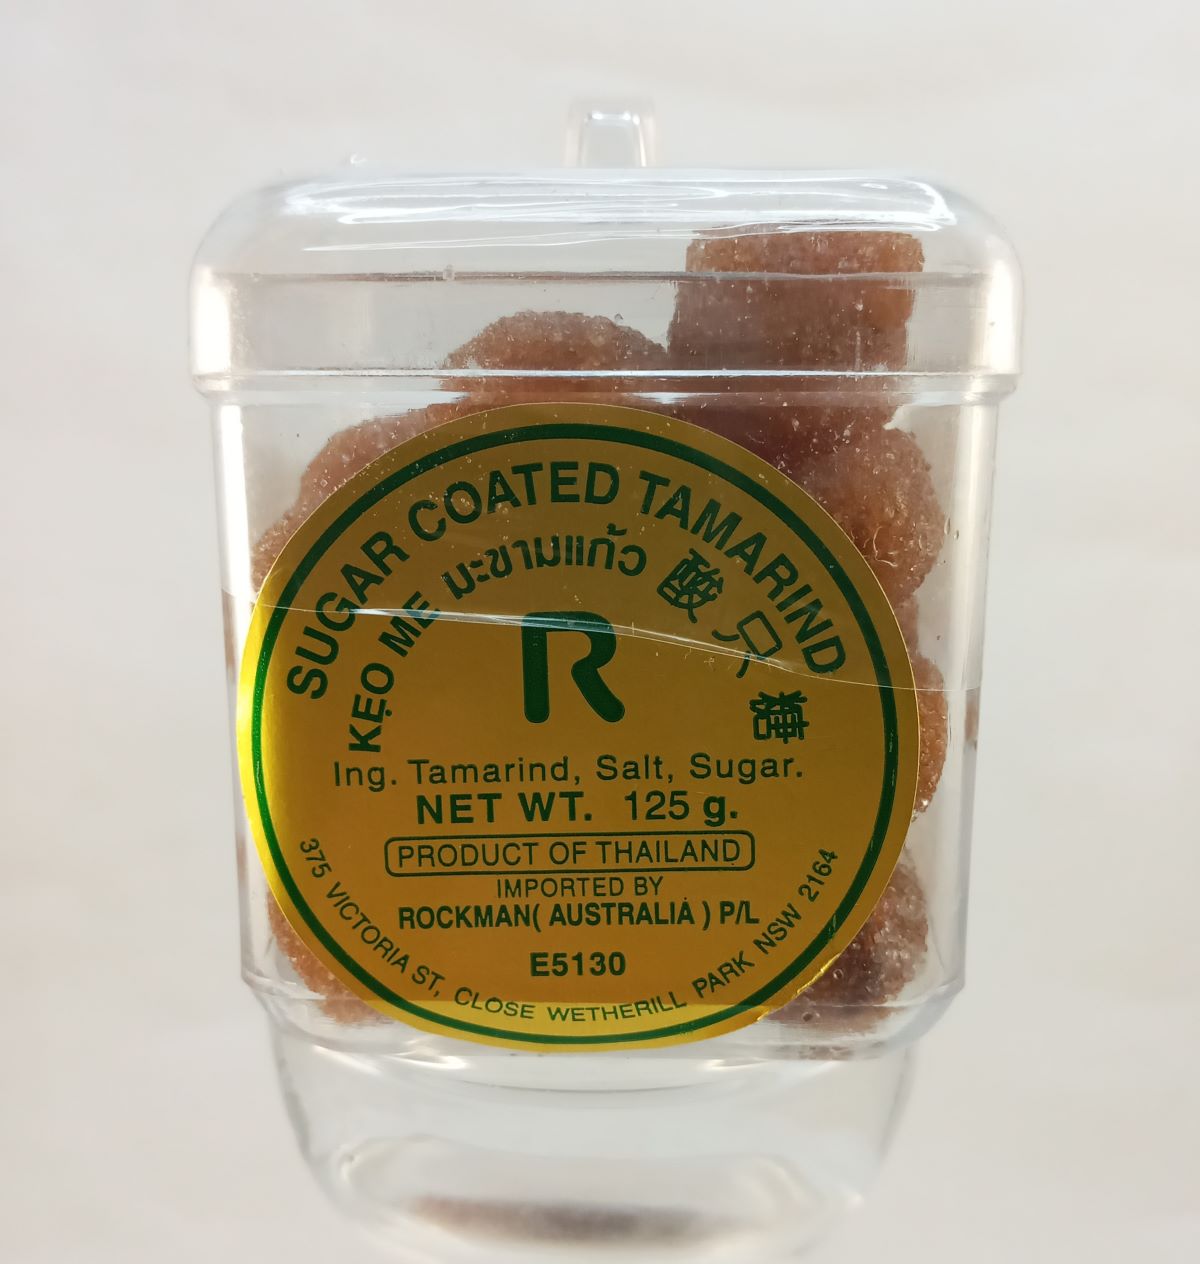 SUGAR COATED TAMARIND
KẸO ME มะขามแก้ว 酸只糖
R
Ing. Tamarind, Salt, Sugar.
NET WT. 125 g.
PRODUCT OF THAILAND
IMPORTED BY
ROCKMAN( AUSTRALIA ) P/L
E5130
375 VICTORIA ST, CLOSE WETHERILL PARK NSW 2164